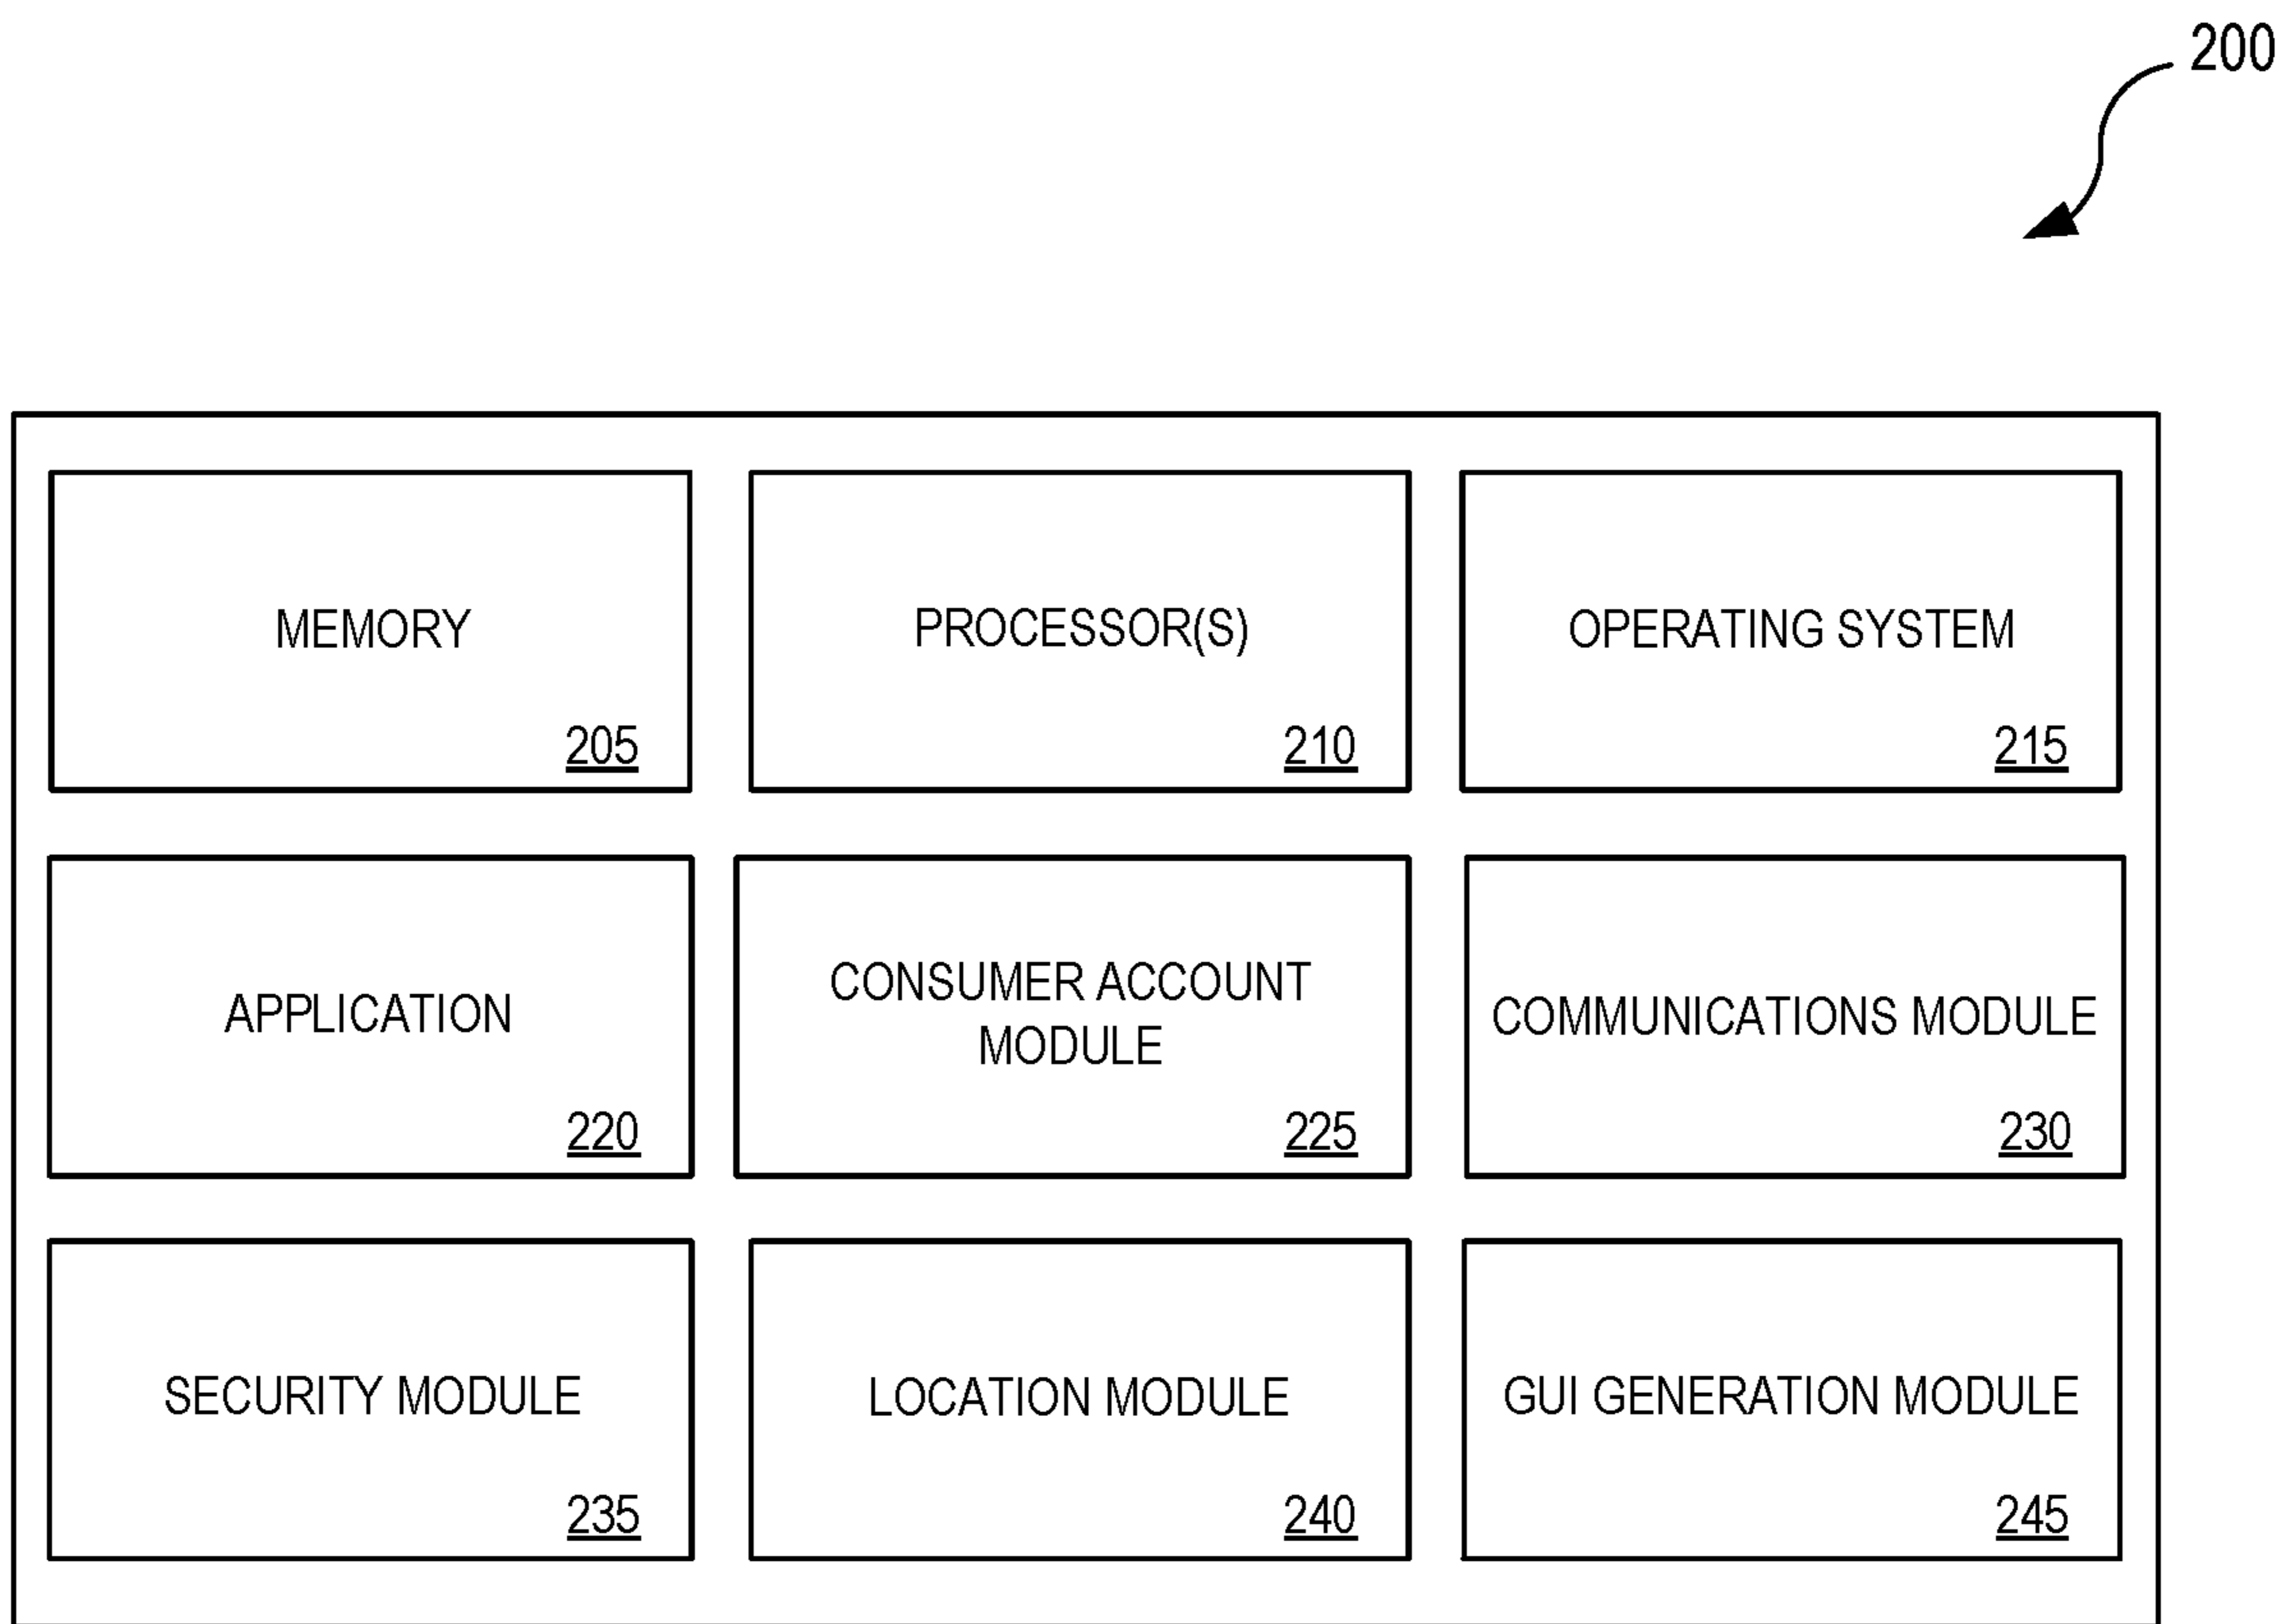 200
MEMORY
205
PROCESSOR(S)
210
OPERATING SYSTEM
215
APPLICATION
220
CONSUMER ACCOUNT
MODULE
225
COMMUNICATIONS MODULE
230
SECURITY MODULE
235
LOCATION MODULE
240
GUI GENERATION MODULE
245